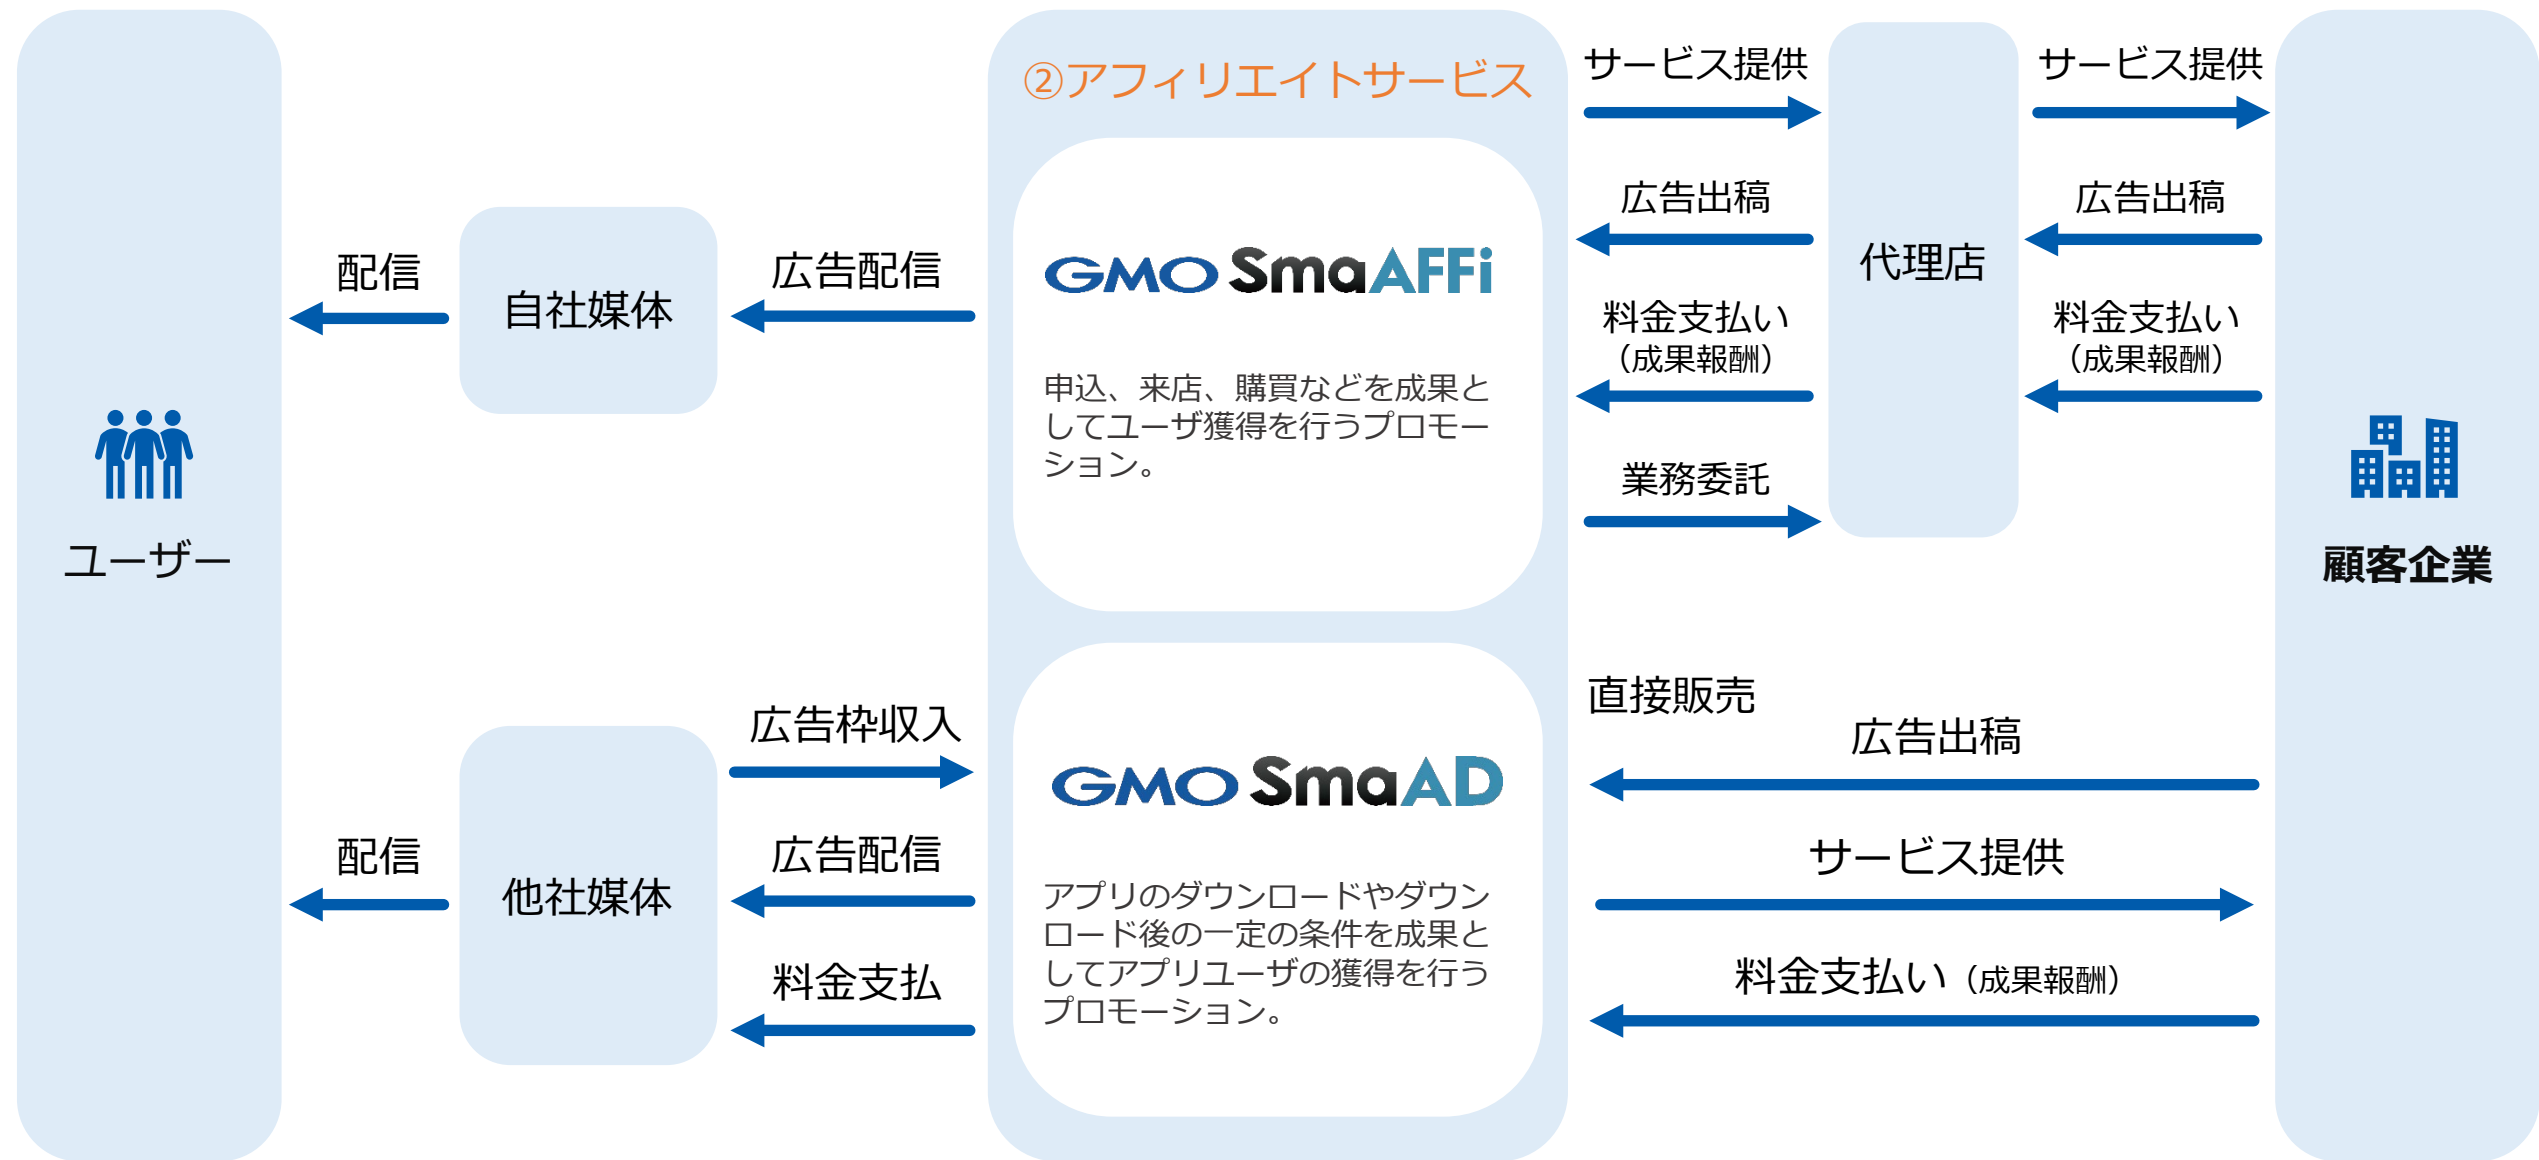 ②アフィリエイトサービス
GMO SmaAFFi
申込、来店、購買などを成果と
してユーザ獲得を行うプロモー
ション。
GMO SmaAD
アプリのダウンロードやダウン
ロード後の一定の条件を成果と
してアプリユーザの獲得を行う
プロモーション。
ユーザー
配信
自社媒体
広告配信
配信
他社媒体
広告枠収入
広告配信
料金支払
サービス提供
広告出稿
料金支払い
（成果報酬）
業務委託
代理店
サービス提供
広告出稿
料金支払い
（成果報酬）
直接販売
広告出稿
サービス提供
料金支払い（成果報酬）
顧客企業